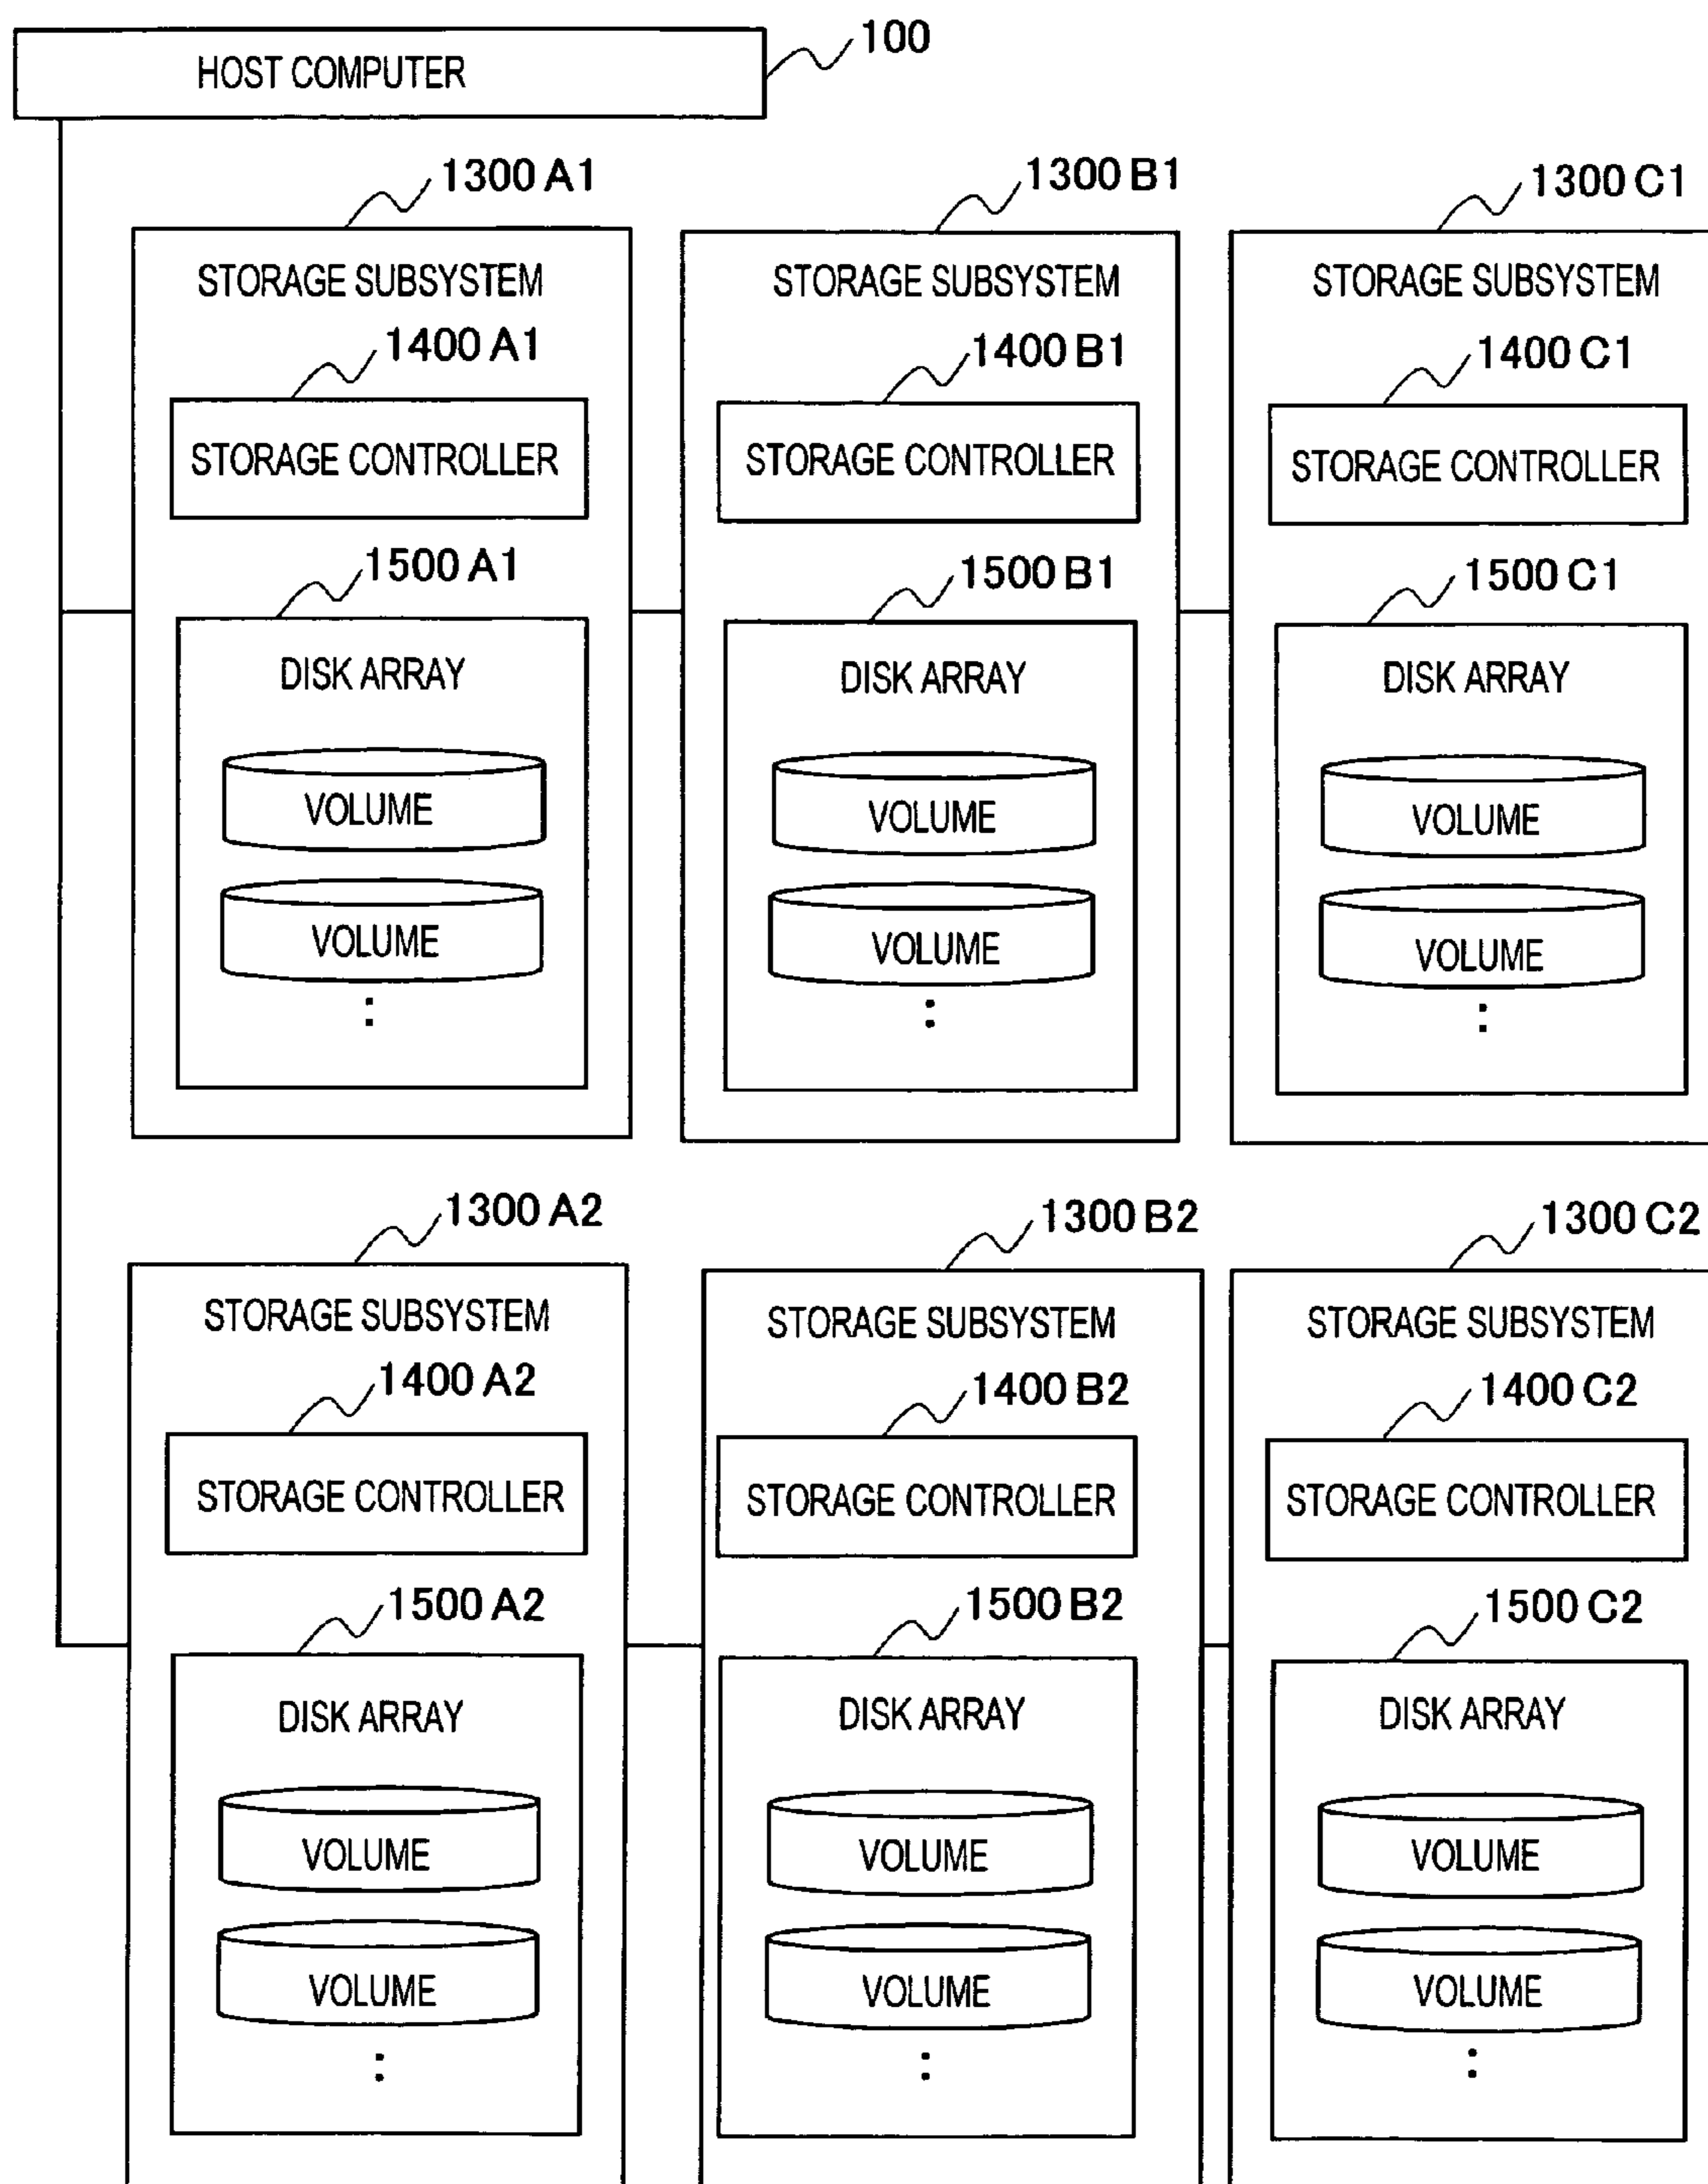 HOST COMPUTER
100
1300 A1
1300 B1
1300 C1
STORAGE SUBSYSTEM
STORAGE SUBSYSTEM
STORAGE SUBSYSTEM
1400 A1
1400 B1
1400 C1
STORAGE CONTROLLER
STORAGE CONTROLLER
STORAGE CONTROLLER
1500 A1
1500 B1
1500 C1
DISK ARRAY
DISK ARRAY
DISK ARRAY
VOLUME
VOLUME
VOLUME
VOLUME
VOLUME
VOLUME
:
:
:
1300 A2
1300 B2
1300 C2
STORAGE SUBSYSTEM
STORAGE SUBSYSTEM
STORAGE SUBSYSTEM
1400 A2
1400 B2
1400 C2
STORAGE CONTROLLER
STORAGE CONTROLLER
STORAGE CONTROLLER
1500 A2
1500 B2
1500 C2
DISK ARRAY
DISK ARRAY
DISK ARRAY
VOLUME
VOLUME
VOLUME
VOLUME
VOLUME
VOLUME
:
:
: